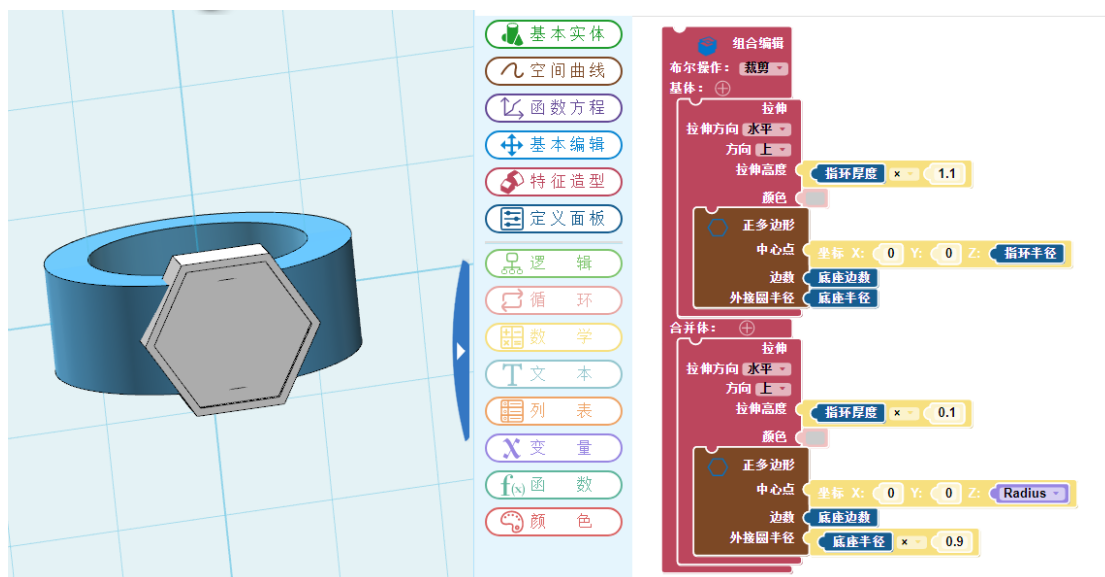 基本实体
空间曲线
函数方程
基本编辑
特征造型
定义面板
逻 辑
循 环
数 学
T 文 本
列 表
x 变 量
f(x) 函 数
颜 色
组合编辑
布尔操作： 裁剪
基体：
拉伸
拉伸方向 水平
方向 上
拉伸高度 指环厚度 × 1.1
颜色
正多边形
中心点 坐标 X: 0 Y: 0 Z: 指环半径
边数 底座边数
外接圆半径 底座半径
合并体：
拉伸
拉伸方向 水平
方向 上
拉伸高度 指环厚度 × 0.1
颜色
正多边形
中心点 坐标 X: 0 Y: 0 Z: Radius
边数 底座边数
外接圆半径 底座半径 × 0.9